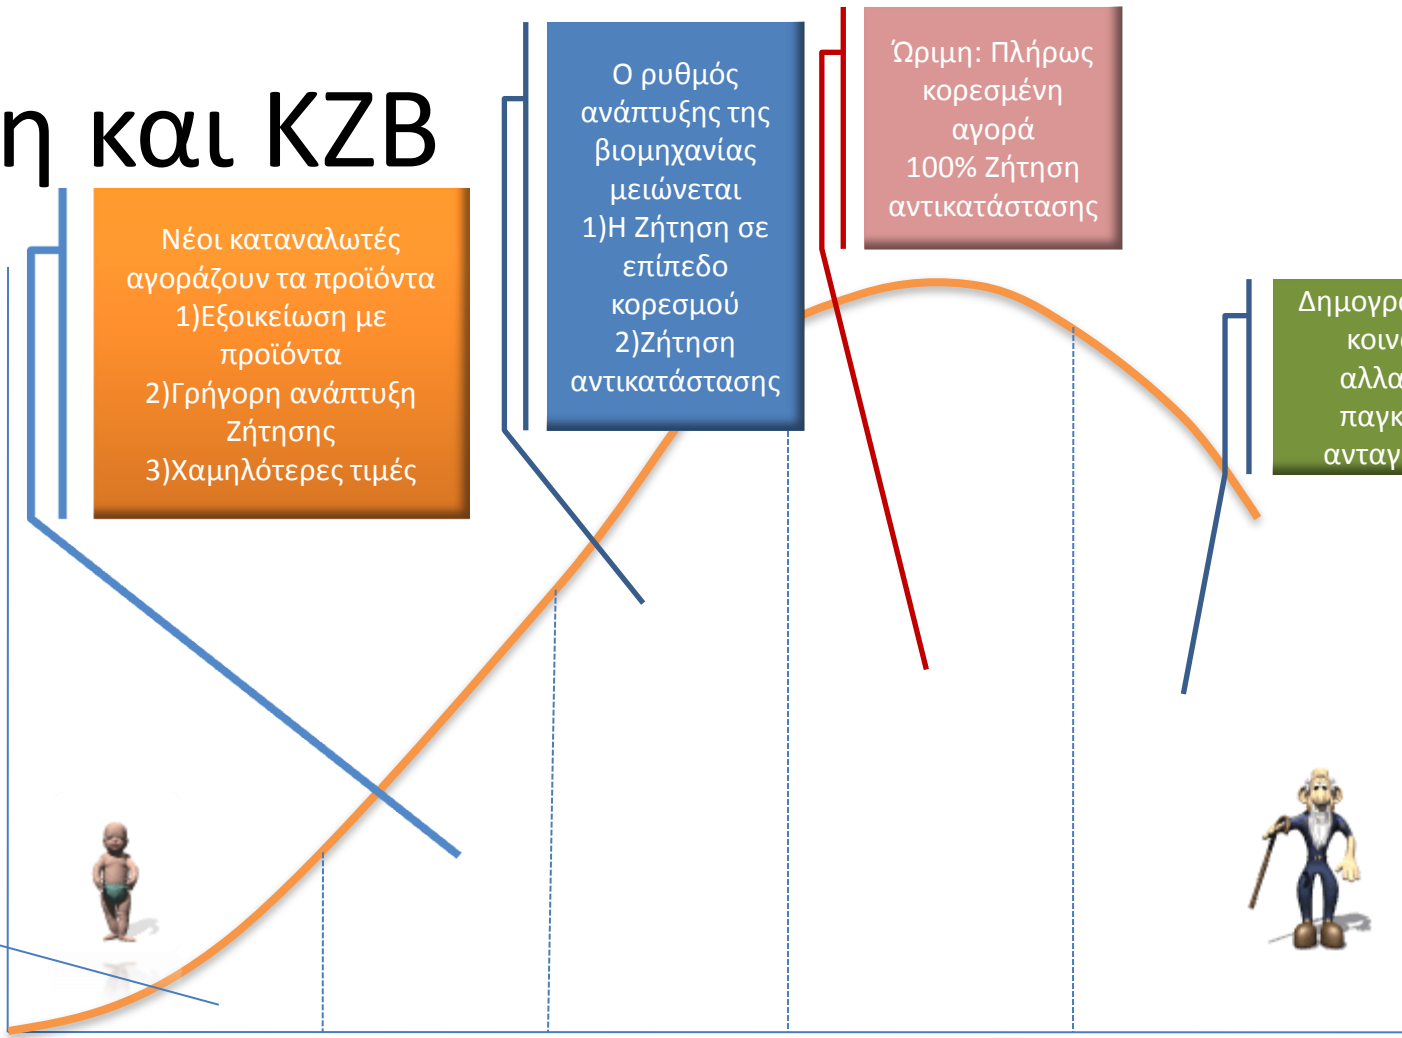 η και ΚΖΒ
Νέοι καταναλωτές
αγοράζουν τα προϊόντα
1)Εξοικείωση με
προϊόντα
2)Γρήγορη ανάπτυξη
Ζήτησης
3)Χαμηλότερες τιμές
Ο ρυθμός
ανάπτυξης της
βιομηχανίας
μειώνεται
1)Η Ζήτηση σε
επίπεδο
κορεσμού
2)Ζήτηση
αντικατάστασης
Ώριμη: Πλήρως
κορεσμένη
αγορά
100% Ζήτηση
αντικατάστασης